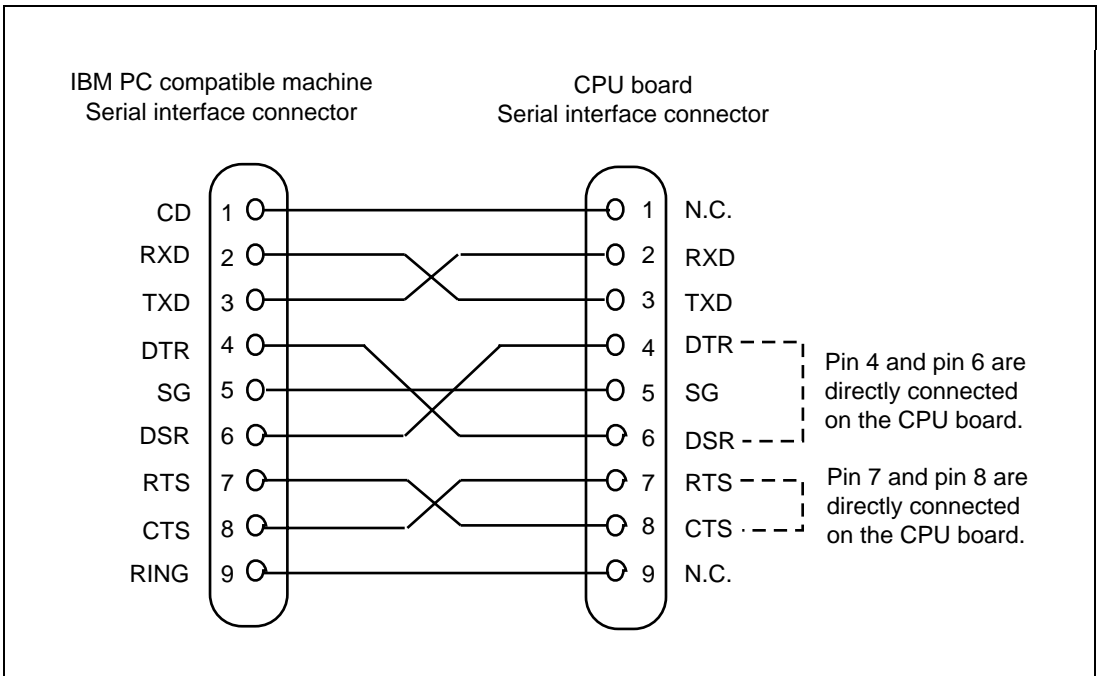 IBM PC compatible machine
Serial interface connector
CPU board
Serial interface connector
CD 1 1 N.C.
RXD 2 2 RXD
TXD 3 3 TXD
DTR 4 4 DTR
SG 5 5 SG
DSR 6 6 DSR
RTS 7 7 RTS
CTS 8 8 CTS
RING 9 9 N.C.
Pin 4 and pin 6 are
directly connected
on the CPU board.
Pin 7 and pin 8 are
directly connected
on the CPU board.